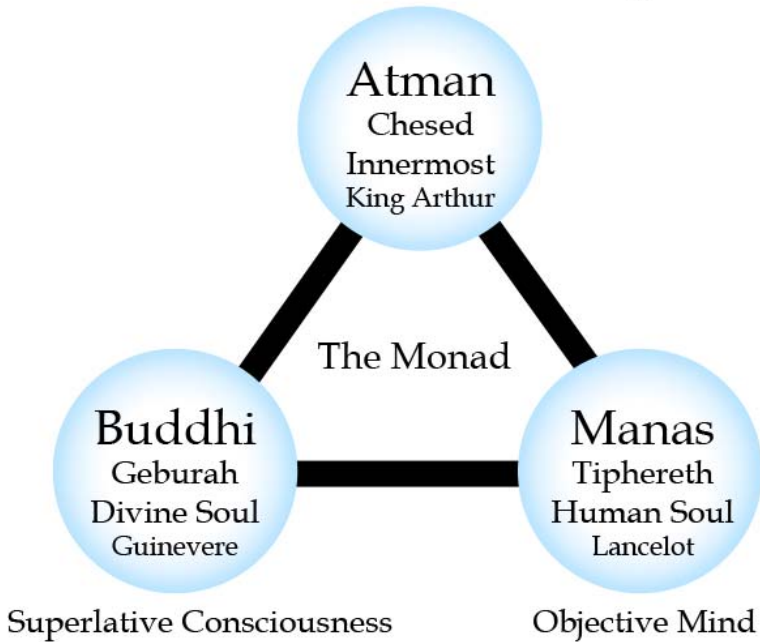 Atman
Chesed
Innermost
King Arthur
The Monad
Buddhi
Geburah
Divine Soul
Guinevere
Manas
Tiphereth
Human Soul
Lancelot
Superlative Consciousness
Objective Mind